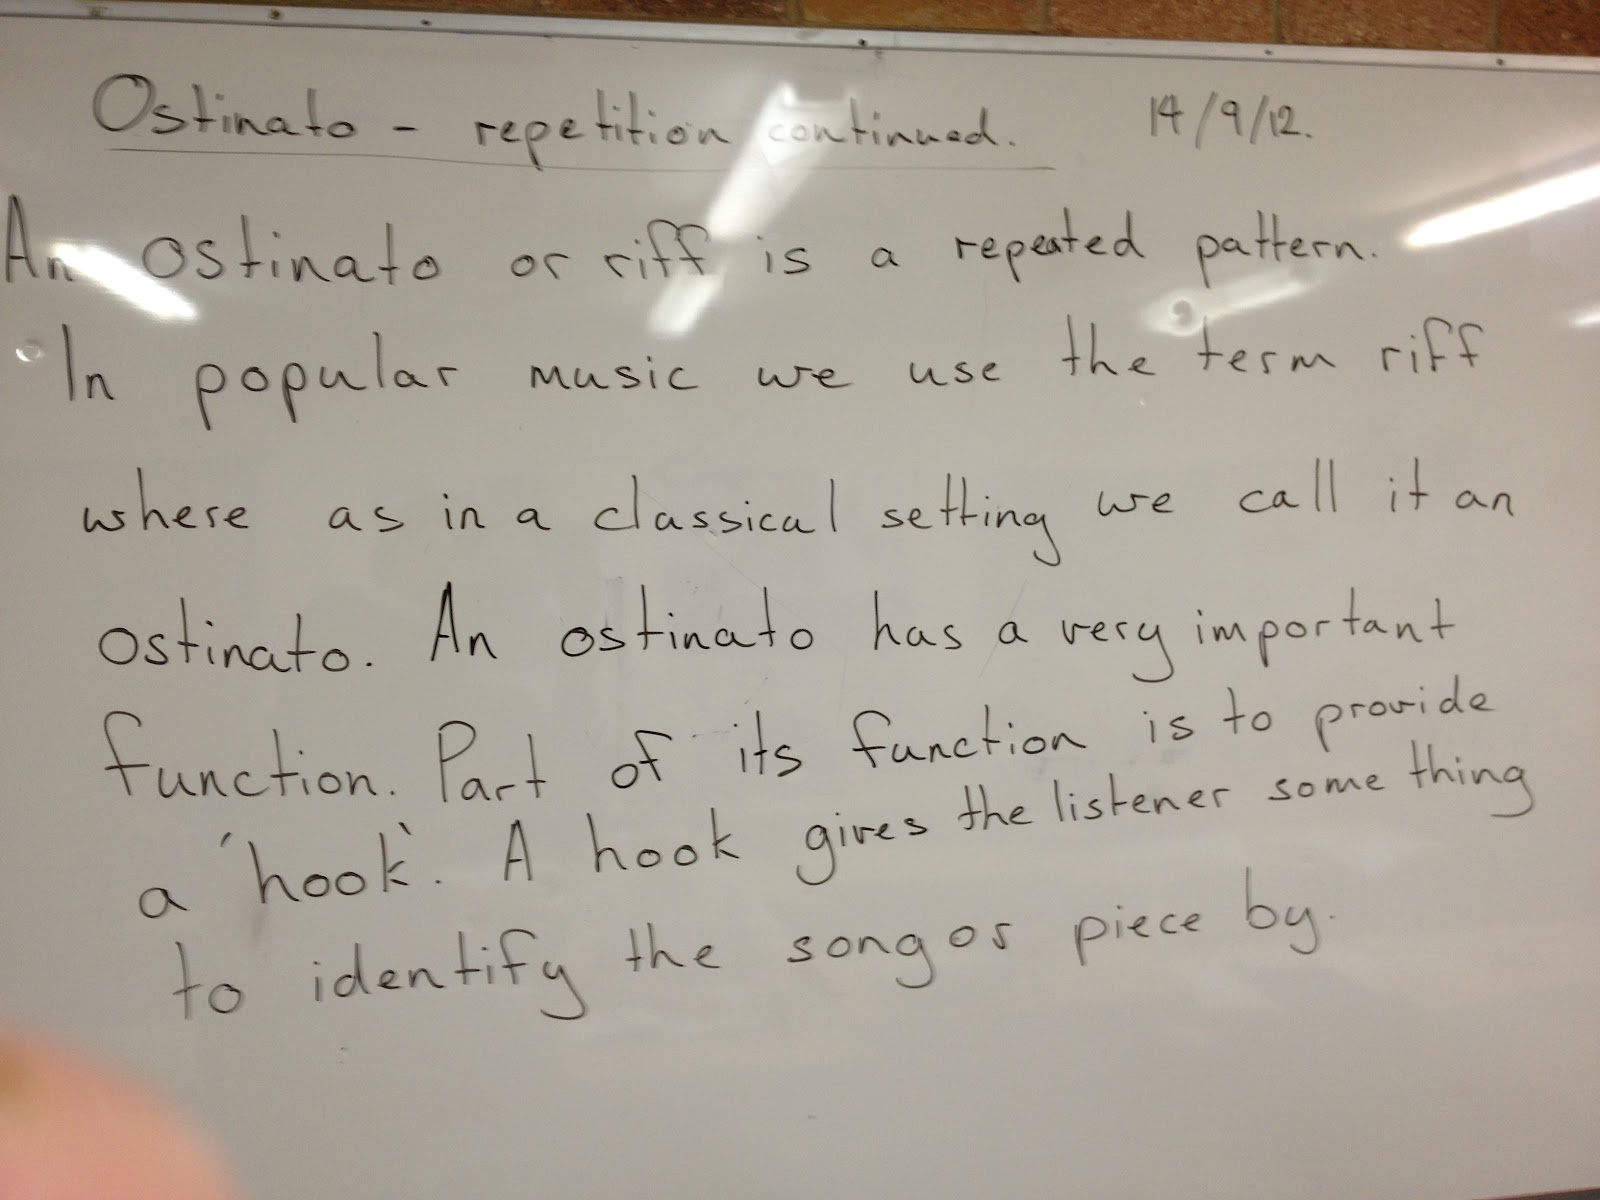 Ostinato - repetition continued. 14/9/12.
An ostinato or riff is a repeated pattern.
In popular music we use the term riff
where as in a classical setting we call it an
ostinato. An ostinato has a very important
function. Part of its function is to provide
a 'hook'. A hook gives the listener some thing
to identify the song or piece by.